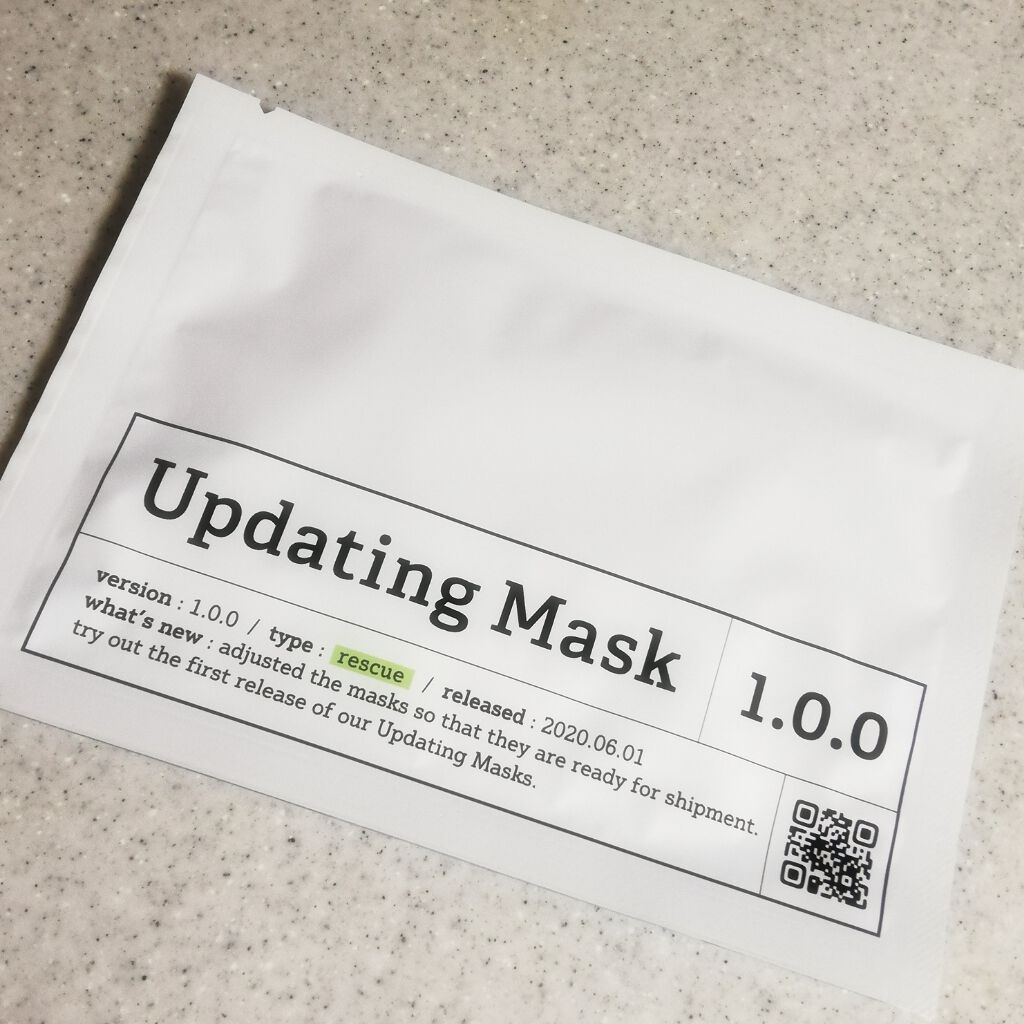 Updating Mask
1.0.0
version : 1.0.0 / type : rescue / released : 2020.06.01
what's new : adjusted the masks so that they are ready for shipment.
try out the first release of our Updating Masks.